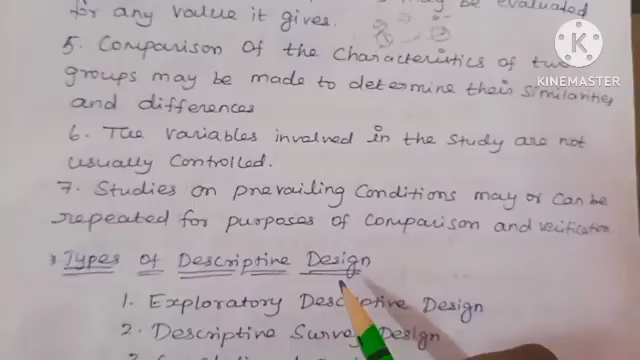 may be evaluated
for any value it gives.
5. Comparison of the characteristics of two
groups may be made to determine their similarities
and differences
6. The variables involved in the study are not
usually controlled.
7. Studies on prevailing conditions may or can be
repeated for purposes of comparison and verification
Types of Descriptive Design
1. Exploratory Descriptive Design
2. Descriptive Survey Design
KINEMASTER